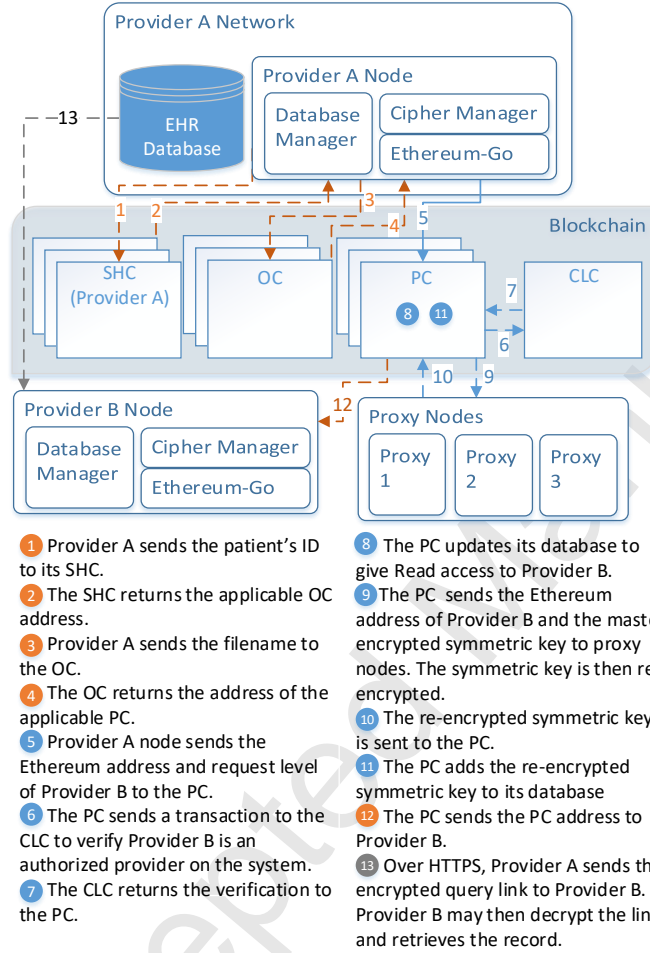 Provider A Network
Provider A Node
EHR
Database
Database
Manager
Cipher Manager
Ethereum-Go
13
1
2
3
4
5
Blockchain
SHC
(Provider A)
OC
PC
8
11
CLC
7
6
12
10
9
Provider B Node
Database
Manager
Cipher Manager
Ethereum-Go
Proxy Nodes
Proxy
1
Proxy
2
Proxy
3
1 Provider A sends the patient's ID
to its SHC.
2 The SHC returns the applicable OC
address.
3 Provider A sends the filename to
the OC.
4 The OC returns the address of the
applicable PC.
5 Provider A node sends the
Ethereum address and request level
of Provider B to the PC.
6 The PC sends a transaction to the
CLC to verify Provider B is an
authorized provider on the system.
7 The CLC returns the verification to
the PC.
8 The PC updates its database to
give Read access to Provider B.
9 The PC sends the Ethereum
address of Provider B and the maste
encrypted symmetric key to proxy
nodes. The symmetric key is then re
encrypted.
10 The re-encrypted symmetric key
is sent to the PC.
11 The PC adds the re-encrypted
symmetric key to its database
12 The PC sends the PC address to
Provider B.
13 Over HTTPS, Provider A sends th
encrypted query link to Provider B.
Provider B may then decrypt the lin
and retrieves the record.